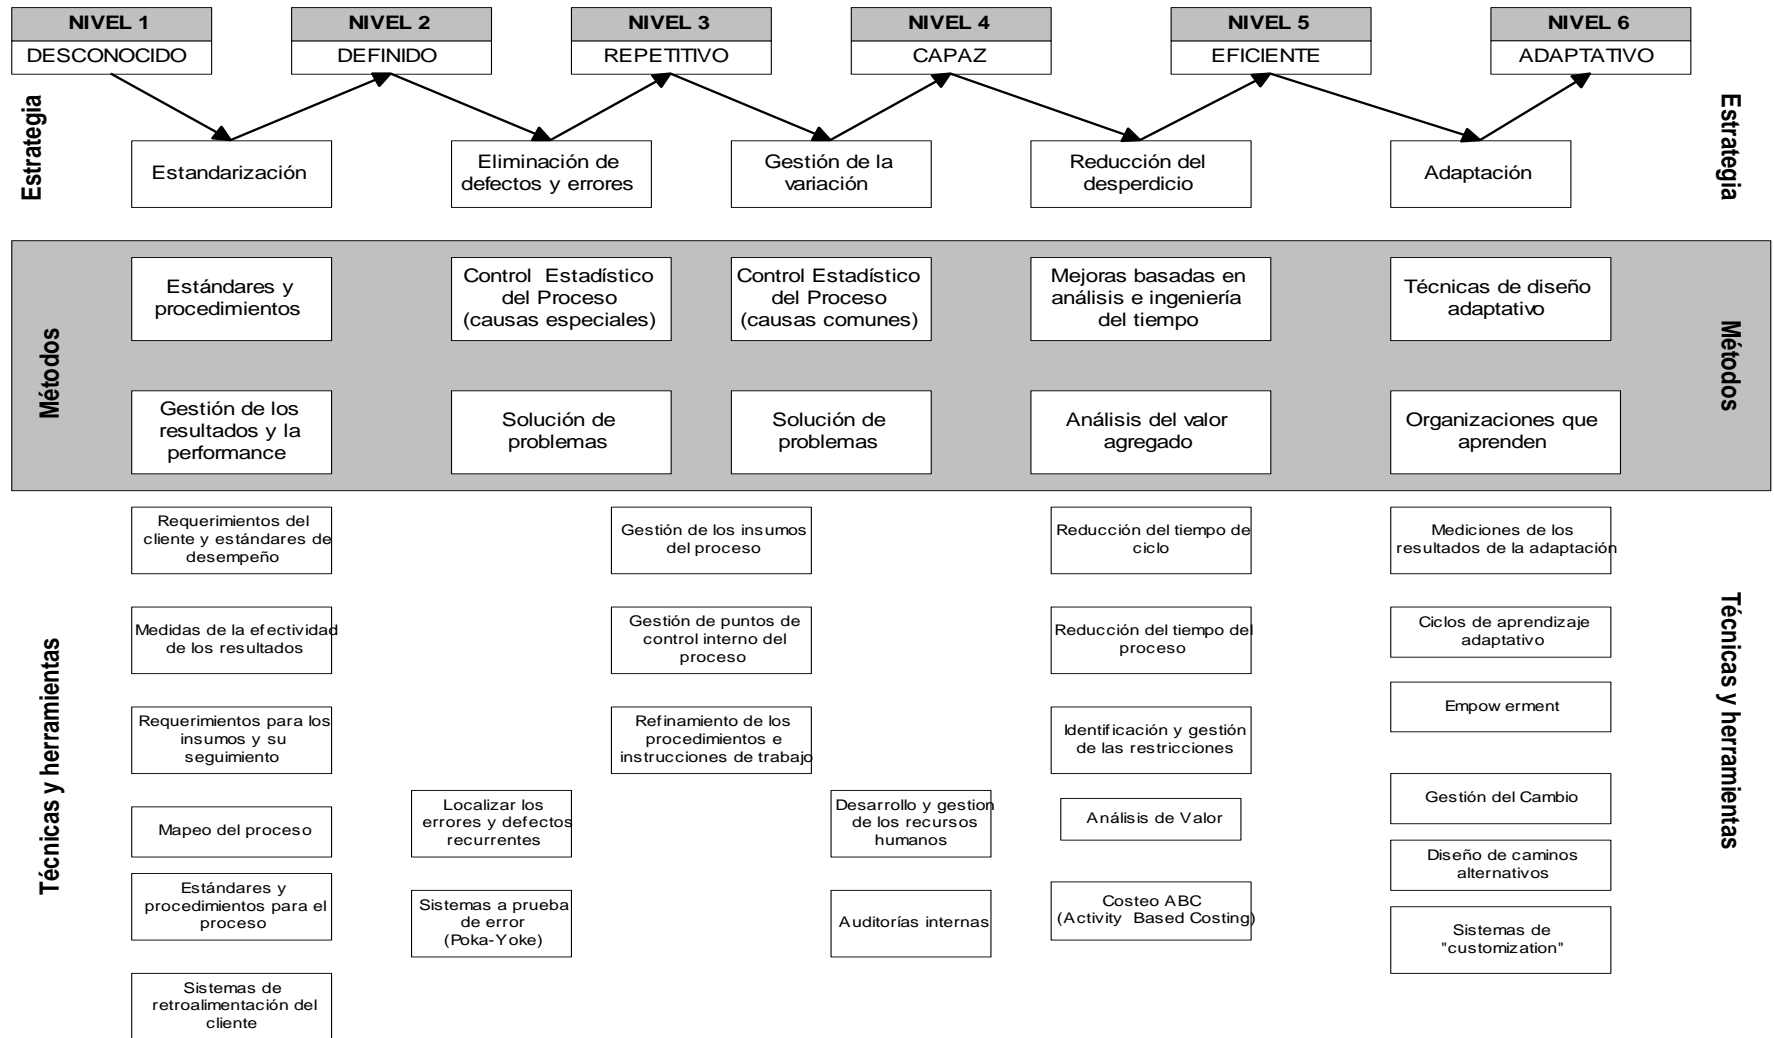 NIVEL 1
DESCONOCIDO
NIVEL 2
DEFINIDO
NIVEL 3
REPETITIVO
NIVEL 4
CAPAZ
NIVEL 5
EFICIENTE
NIVEL 6
ADAPTATIVO
Estrategia
Estandarización
Eliminación de
defectos y errores
Gestión de la
variación
Reducción del
desperdicio
Adaptación
Estrategia
Métodos
Estándares y
procedimientos
Control Estadístico
del Proceso
(causas especiales)
Control Estadístico
del Proceso
(causas comunes)
Mejoras basadas en
análisis e ingeniería
del tiempo
Técnicas de diseño
adaptativo
Gestión de los
resultados y la
performance
Solución de
problemas
Solución de
problemas
Análisis del valor
agregado
Organizaciones que
aprenden
Métodos
Técnicas y herramientas
Requerimientos del
cliente y estándares de
desempeño
Medidas de la efectividad
de los resultados
Requerimientos para los
insumos y su
seguimiento
Mapeo del proceso
Estándares y
procedimientos para el
proceso
Sistemas de
retroalimentación del
cliente
Localizar los
errores y defectos
recurrentes
Sistemas a prueba
de error
(Poka-Yoke)
Gestión de los insumos
del proceso
Gestión de puntos de
control interno del
proceso
Refinamiento de los
procedimientos e
instrucciones de trabajo
Desarrollo y gestion
de los recursos
humanos
Auditorías internas
Reducción del tiempo de
ciclo
Reducción del tiempo del
proceso
Identificación y gestión
de las restricciones
Análisis de Valor
Costeo ABC
(Activity Based Costing)
Mediciones de los
resultados de la adaptación
Ciclos de aprendizaje
adaptativo
Empow erment
Gestión del Cambio
Diseño de caminos
alternativos
Sistemas de
"customization"
Técnicas y herramientas